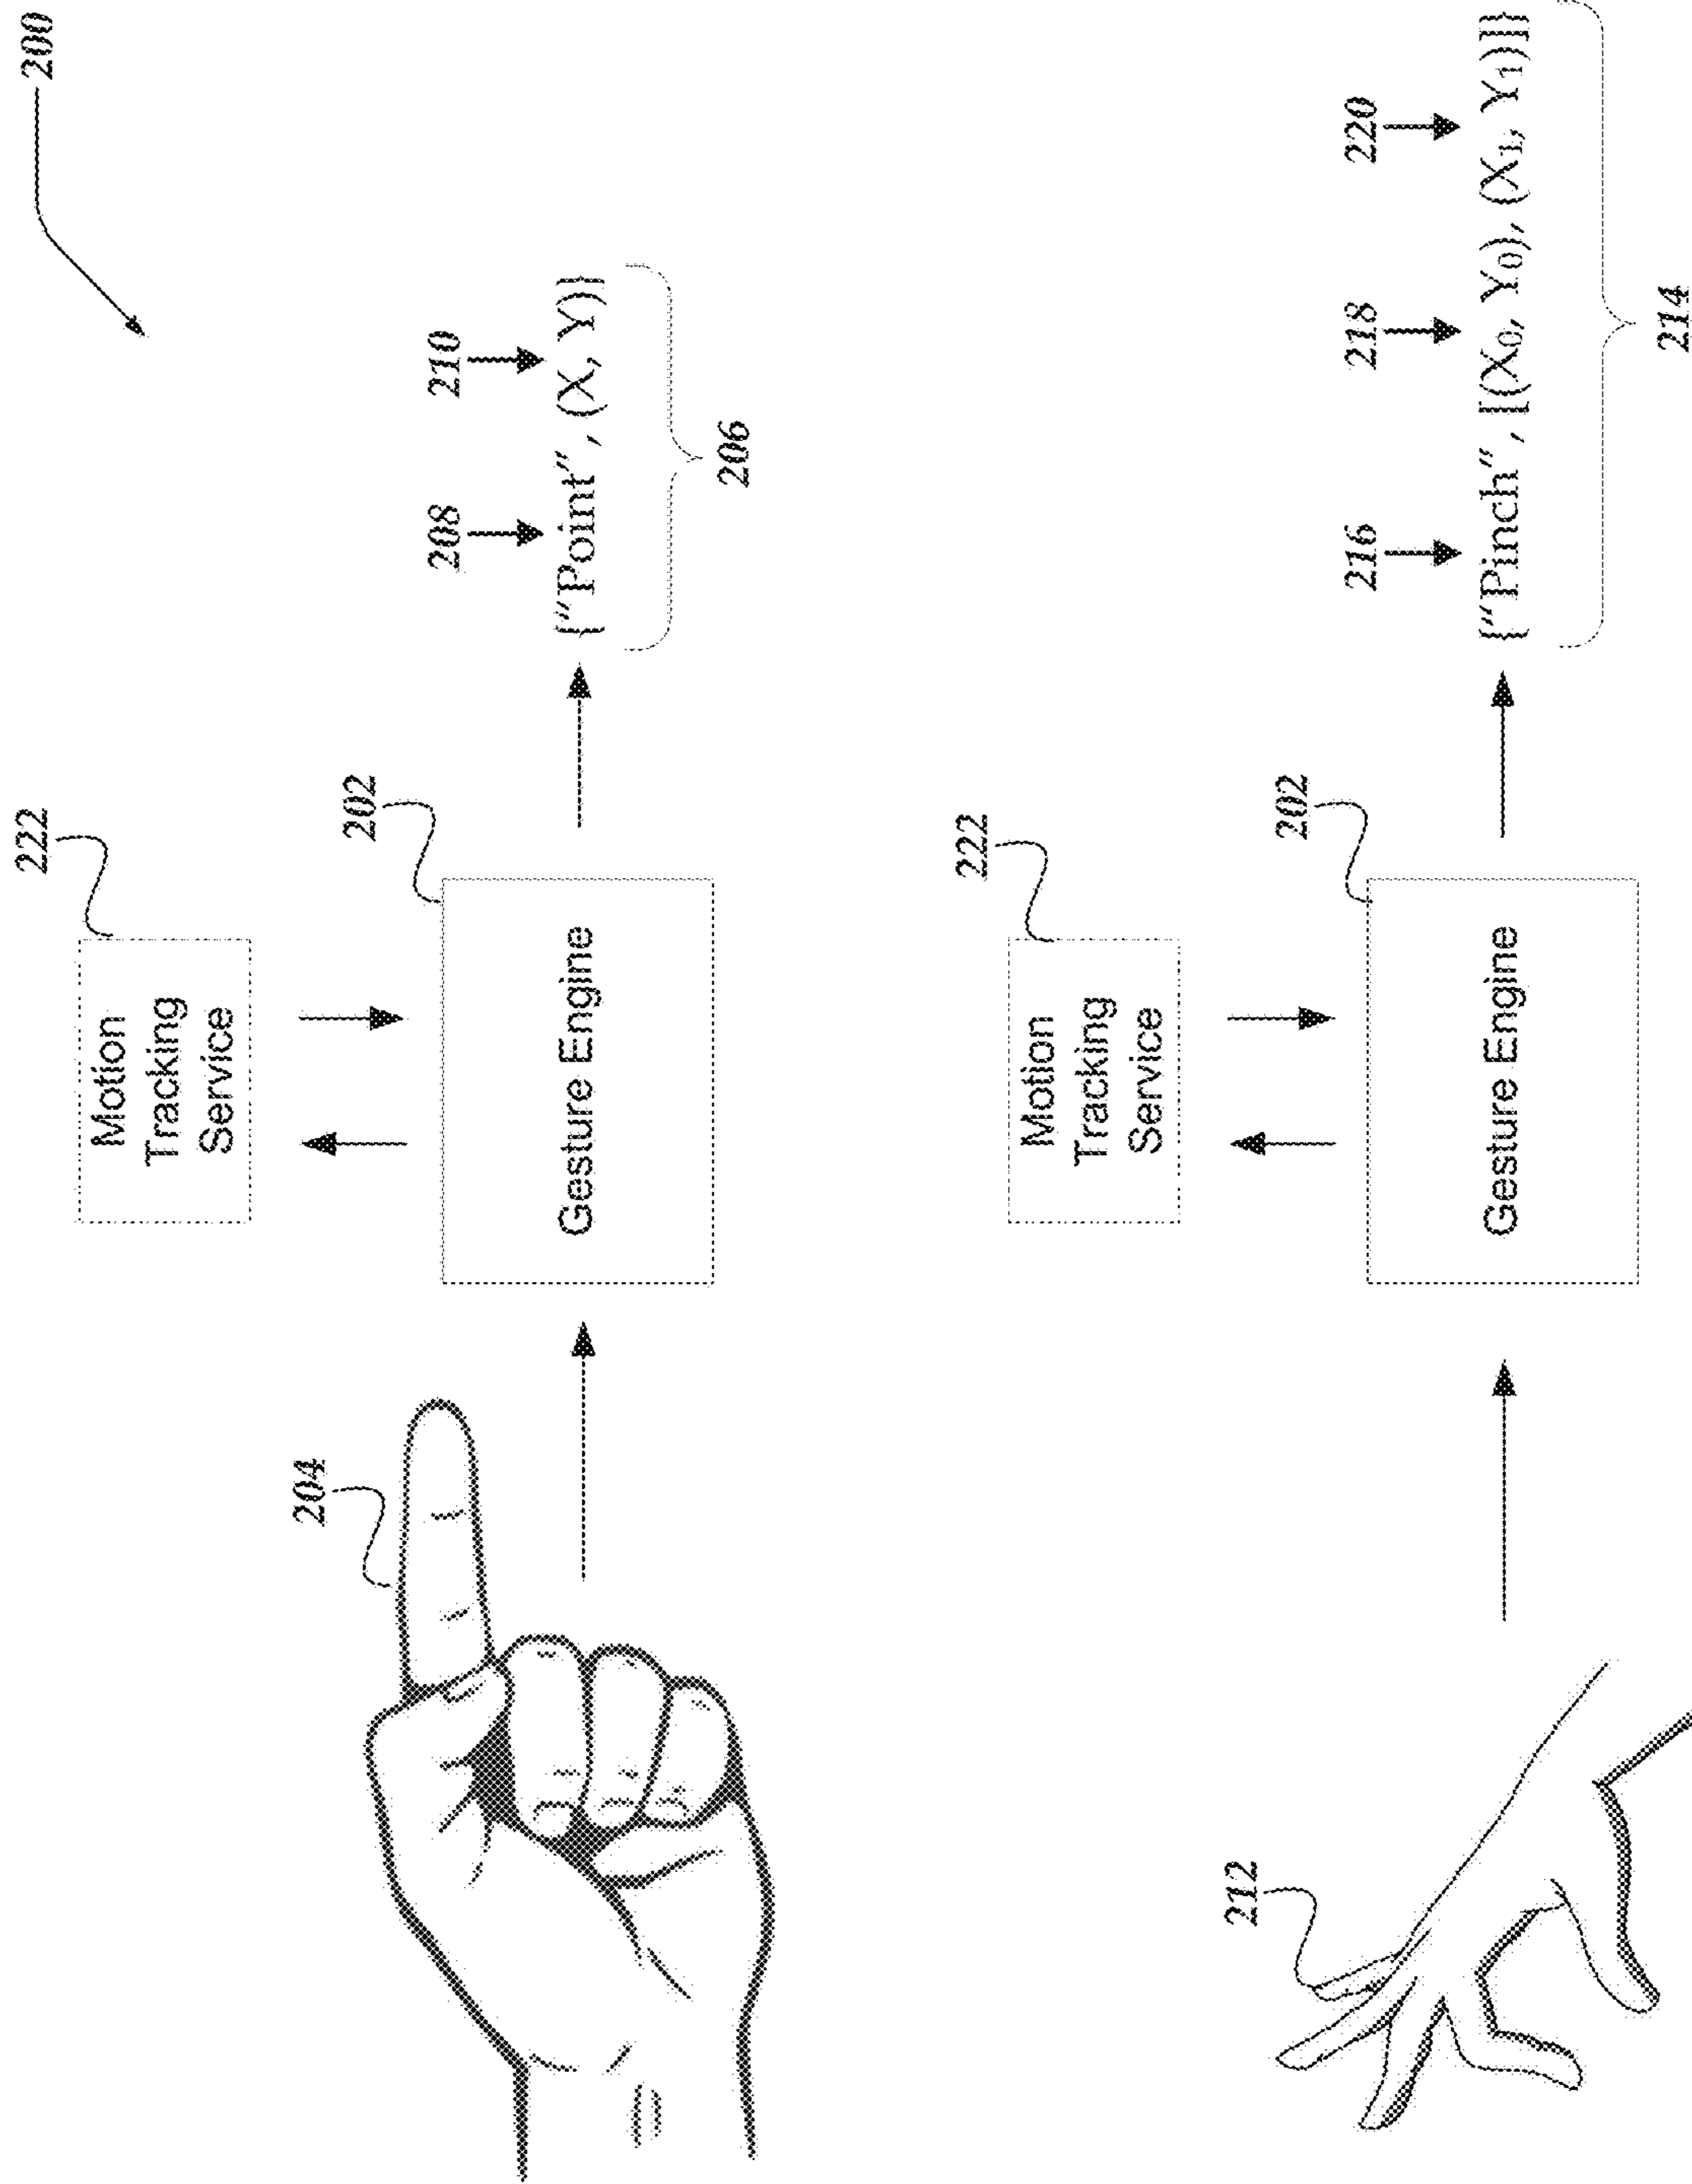 200
222
Motion
Tracking
Service
204
202
Gesture Engine
208
210
{“Point”, (X, Y)}
206
222
Motion
Tracking
Service
212
202
Gesture Engine
216
218
220
{“Pinch”, [(X₀, Y₀), (X₁, Y₁)]}
214